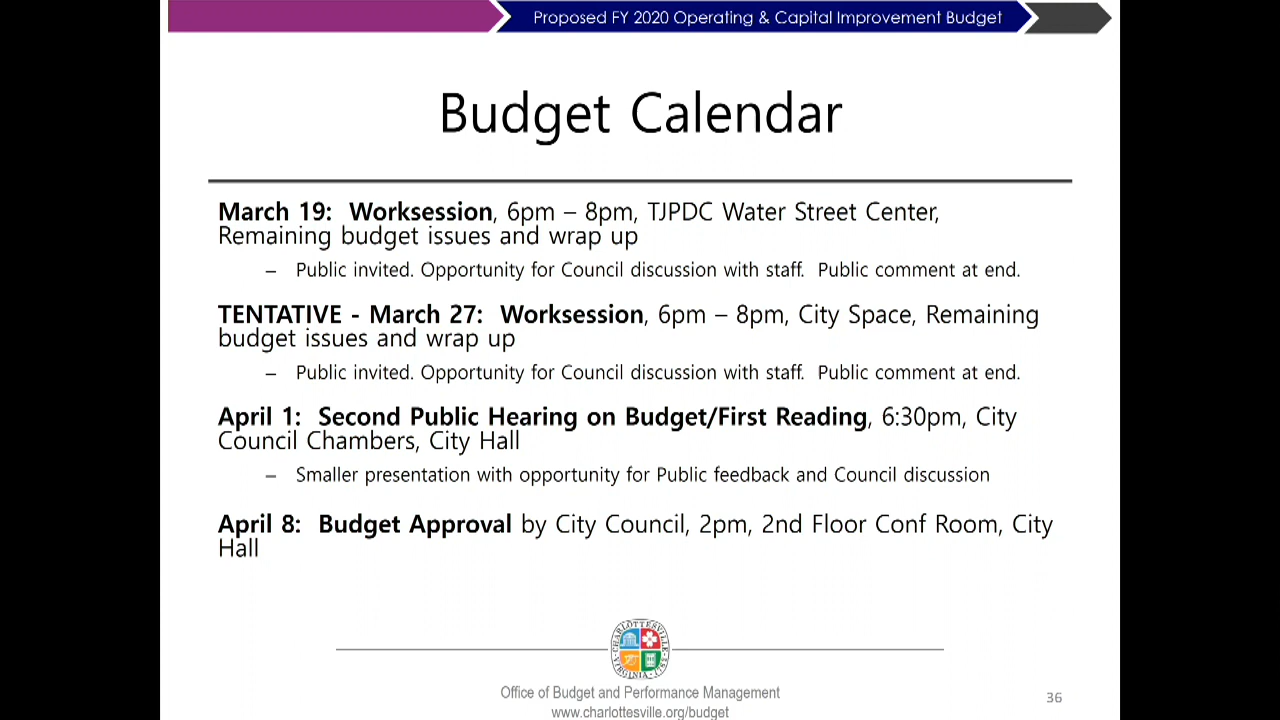 Proposed FY 2020 Operating & Capital Improvement Budget
Budget Calendar
March 19:  Worksession, 6pm – 8pm, TJPDC Water Street Center,
Remaining budget issues and wrap up
– Public invited. Opportunity for Council discussion with staff.  Public comment at end.
TENTATIVE - March 27:  Worksession, 6pm – 8pm, City Space, Remaining
budget issues and wrap up
– Public invited. Opportunity for Council discussion with staff.  Public comment at end.
April 1:  Second Public Hearing on Budget/First Reading, 6:30pm, City
Council Chambers, City Hall
– Smaller presentation with opportunity for Public feedback and Council discussion
April 8:  Budget Approval by City Council, 2pm, 2nd Floor Conf Room, City
Hall
CHARLOTTESVILLE
VIRGINIA
Office of Budget and Performance Management
www.charlottesville.org/budget
36